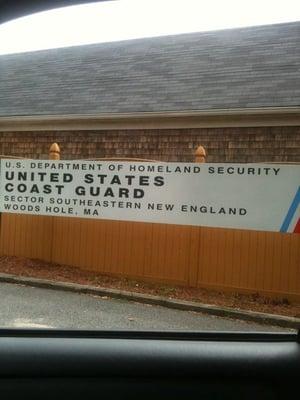 U.S. DEPARTMENT OF HOMELAND SECURITY
UNITED STATES
COAST GUARD
SECTOR SOUTHEASTERN NEW ENGLAND
WOODS HOLE, MA